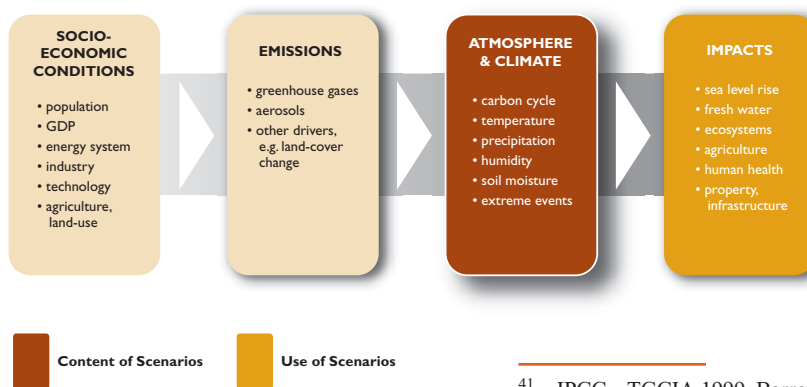 SOCIO-
ECONOMIC
CONDITIONS
• population
• GDP
• energy system
• industry
• technology
• agriculture,
land-use
EMISSIONS
• greenhouse gases
• aerosols
• other drivers,
e.g. land-cover
change
ATMOSPHERE
& CLIMATE
• carbon cycle
• temperature
• precipitation
• humidity
• soil moisture
• extreme events
IMPACTS
• sea level rise
• fresh water
• ecosystems
• agriculture
• human health
• property,
infrastructure
Content of Scenarios
Use of Scenarios
41